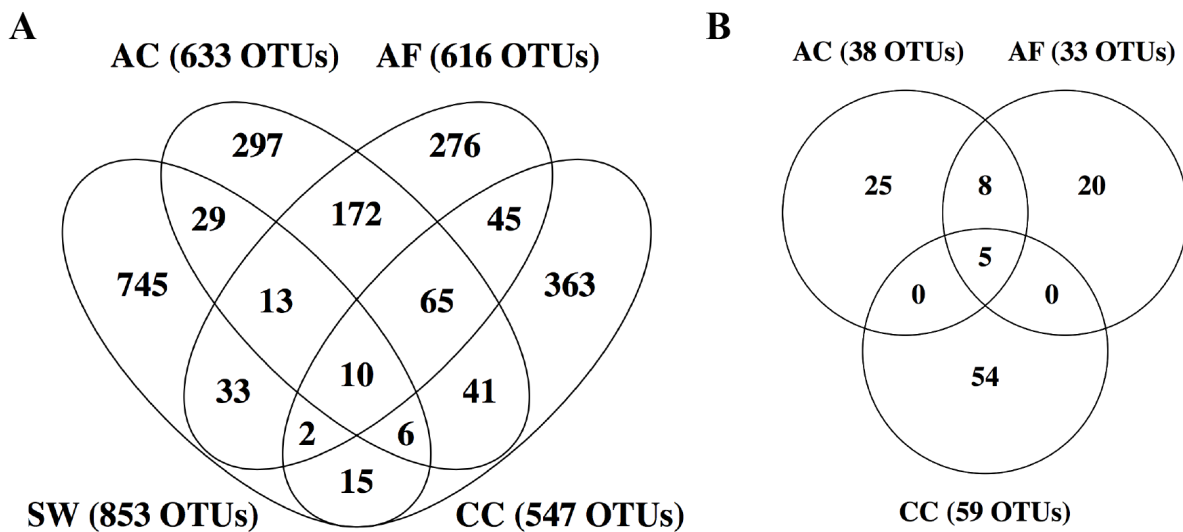 A
AC (633 OTUs) AF (616 OTUs)
297 276
29 172 45
745 13 65 363
33 10 41
2 6
15
SW (853 OTUs) CC (547 OTUs)
B
AC (38 OTUs) AF (33 OTUs)
25 8 20
5
0 0
54
CC (59 OTUs)